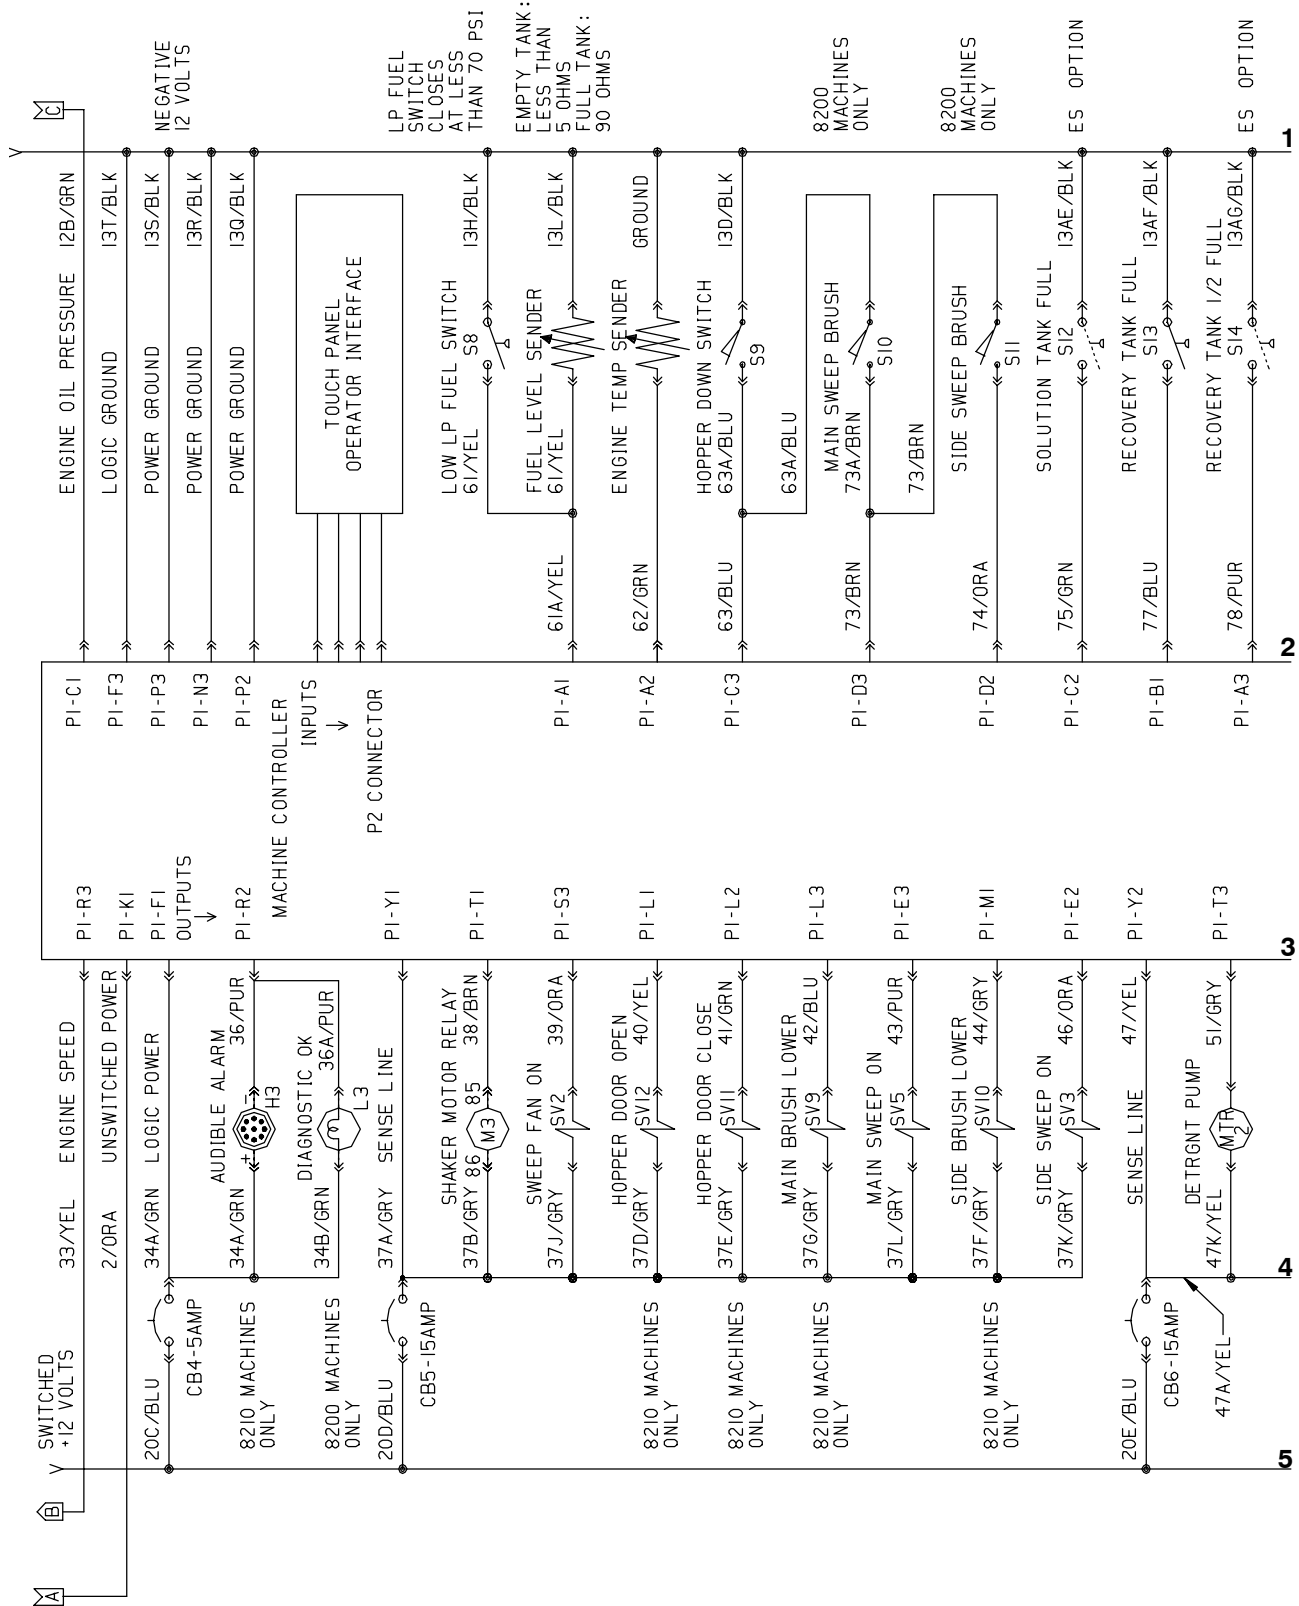 A
B
SWITCHED
+12 VOLTS
33/YEL
ENGINE SPEED
P1-R3
P1-C1
ENGINE OIL PRESSURE
12B/GRN
C
2/ORA
UNSWITCHED POWER
P1-K1
P1-F3
LOGIC GROUND
13T/BLK
20C/BLU
CB4-5AMP
34A/GRN
LOGIC POWER
P1-F1
OUTPUTS
P1-P3
POWER GROUND
13S/BLK
NEGATIVE
12 VOLTS
P1-N3
POWER GROUND
13R/BLK
8210 MACHINES
ONLY
34A/GRN
AUDIBLE ALARM
+
-
H3
36/PUR
P1-R2
P1-P2
POWER GROUND
13Q/BLK
MACHINE CONTROLLER
INPUTS
8200 MACHINES
ONLY
34B/GRN
DIAGNOSTIC OK
L3
36A/PUR
TOUCH PANEL
OPERATOR INTERFACE
P2 CONNECTOR
20D/BLU
CB5-15AMP
37A/GRY
SENSE LINE
P1-Y1
37B/GRY
86
SHAKER MOTOR RELAY
M3
85
38/BRN
P1-T1
LOW LP FUEL SWITCH
61/YEL
S8
13H/BLK
LP FUEL
SWITCH
CLOSES
AT LESS
THAN 70 PSI
37J/GRY
SWEEP FAN ON
SV2
39/ORA
P1-S3
P1-A1
61A/YEL
FUEL LEVEL SENDER
61/YEL
13L/BLK
EMPTY TANK:
LESS THAN
5 OHMS
FULL TANK:
90 OHMS
8210 MACHINES
ONLY
37D/GRY
HOPPER DOOR OPEN
SV12
40/YEL
P1-L1
P1-A2
62/GRN
ENGINE TEMP SENDER
GROUND
8210 MACHINES
ONLY
37E/GRY
HOPPER DOOR CLOSE
SV11
41/GRN
P1-L2
P1-C3
63/BLU
HOPPER DOWN SWITCH
63A/BLU
S9
13D/BLK
8210 MACHINES
ONLY
37G/GRY
MAIN BRUSH LOWER
SV9
42/BLU
P1-L3
63A/BLU
37L/GRY
MAIN SWEEP ON
SV5
43/PUR
P1-E3
P1-D3
73/BRN
MAIN SWEEP BRUSH
73A/BRN
S10
8200
MACHINES
ONLY
73/BRN
8210 MACHINES
ONLY
37F/GRY
SIDE BRUSH LOWER
SV10
44/GRY
P1-M1
P1-D2
74/ORA
SIDE SWEEP BRUSH
S11
8200
MACHINES
ONLY
37K/GRY
SIDE SWEEP ON
SV3
46/ORA
P1-E2
P1-C2
75/GRN
SOLUTION TANK FULL
S12
13AE/BLK
ES OPTION
20E/BLU
CB6-15AMP
SENSE LINE
47/YEL
P1-Y2
P1-B1
77/BLU
RECOVERY TANK FULL
S13
13AF/BLK
47A/YEL
47K/YEL
DETRGNT PUMP
MTR
2
51/GRY
P1-T3
P1-A3
78/PUR
RECOVERY TANK 1/2 FULL
S14
13AG/BLK
ES OPTION
1
2
3
4
5